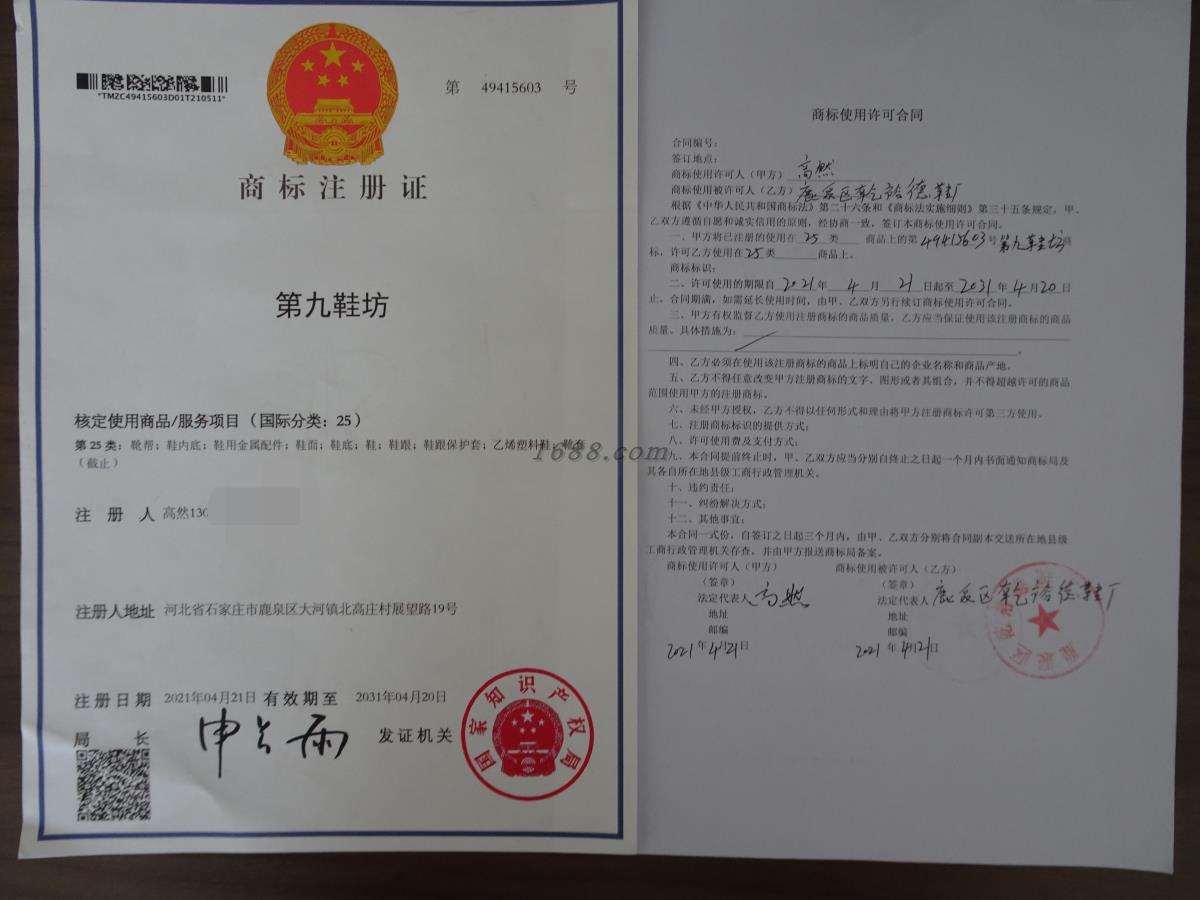 *TMZC49415603D01T210511*
第 49415603 号
商标注册证
第九鞋坊
核定使用商品/服务项目（国际分类：25）
第25类：靴帮；鞋内底；鞋用金属配件；鞋面；鞋底；鞋；鞋跟；鞋跟保护套；乙烯塑料鞋；靴套
（截止）
注册人 高然130
注册人地址 河北省石家庄市鹿泉区大河镇北高庄村展望路19号
注册日期 2021年04月21日 有效期至 2031年04月20日
局 长 发证机关
国家知识产权局
商标使用许可合同
合同编号：
签订地点：
商标使用许可人（甲方）高然
商标使用被许可人（乙方）鹿泉区乾裕德鞋厂
根据《中华人民共和国商标法》第二十六条和《商标法实施细则》第三十五条规定，甲、
乙双方遵循自愿和诚实信用的原则，经协商一致，签订本商标使用许可合同。
一、甲方将已注册的使用在 25 类 商品上的第 49415603 号 第九鞋坊 商
标，许可乙方使用在 25 类 商品上。
商标标识：
二、许可使用的期限自 2021 年 4 月 21 日起至 2031 年 4 月 20 日
止。合同期满，如需延长使用时间，由甲、乙双方另行续订商标使用许可合同。
三、甲方有权监督乙方使用注册商标的商品质量，乙方应当保证使用该注册商标的商品
质量。具体措施为：
四、乙方必须在使用该注册商标的商品上标明自己的企业名称和商品产地。
五、乙方不得任意改变甲方注册商标的文字、图形或者其组合，并不得超越许可的商品
范围使用甲方的注册商标。
六、未经甲方授权，乙方不得以任何形式和理由将甲方注册商标许可第三方使用。
七、注册商标标识的提供方式：
八、许可使用费及支付方式：
九、本合同提前终止时，甲、乙双方应当分别自终止之日起一个月内书面通知商标局及
其各自所在地县级工商行政管理机关。
十、违约责任：
十一、纠纷解决方式：
十二、其他事宜：
本合同一式份，自签订之日起三个月内，由甲、乙双方分别将合同副本交送所在地县级
工商行政管理机关存查，并由甲方报送商标局备案。
商标使用许可人（甲方） 商标使用被许可人（乙方）
（签章） （签章）
法定代表人 高然 法定代表人 鹿泉区乾裕德鞋厂
地址 地址
邮编 邮编
2021 年 4月21日 2021 年 4月21日
1688.com